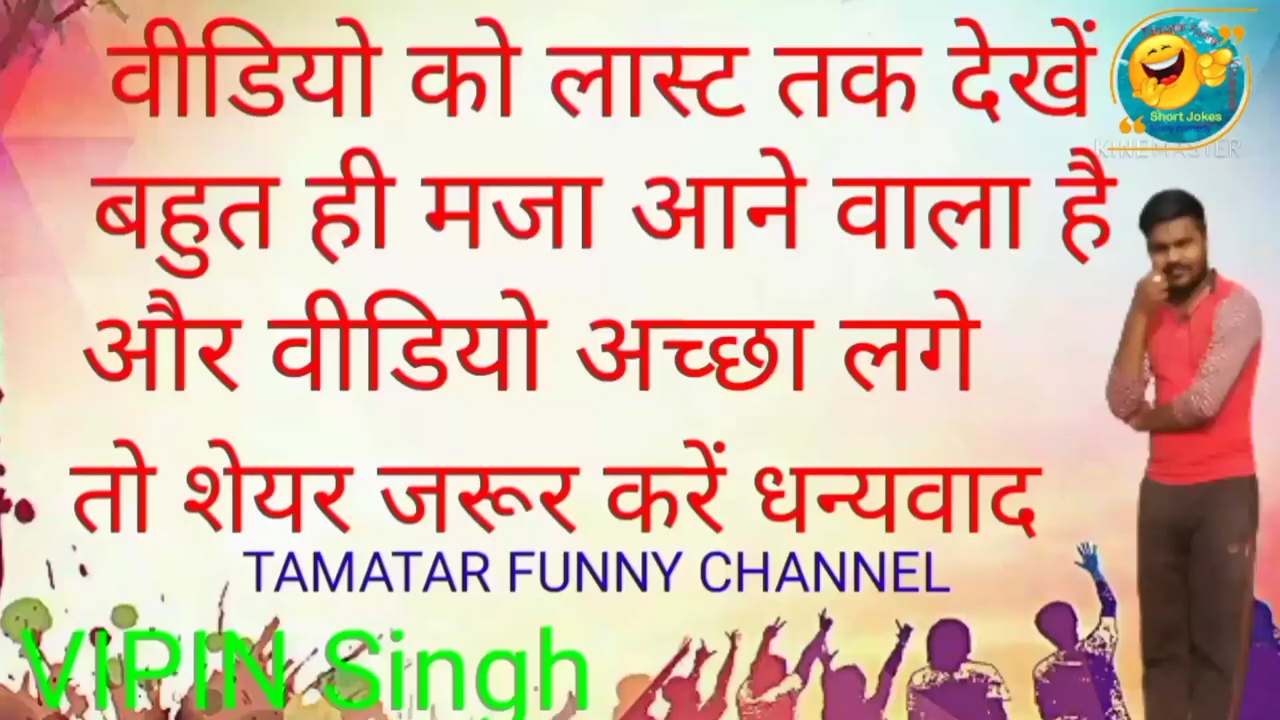 वीडियो को लास्ट तक देखें
बहुत ही मजा आने वाला है
और वीडियो अच्छा लगे
तो शेयर जरूर करें धन्यवाद
TAMATAR FUNNY CHANNEL
VIPIN Singh
Short Jokes
KINEMASTER